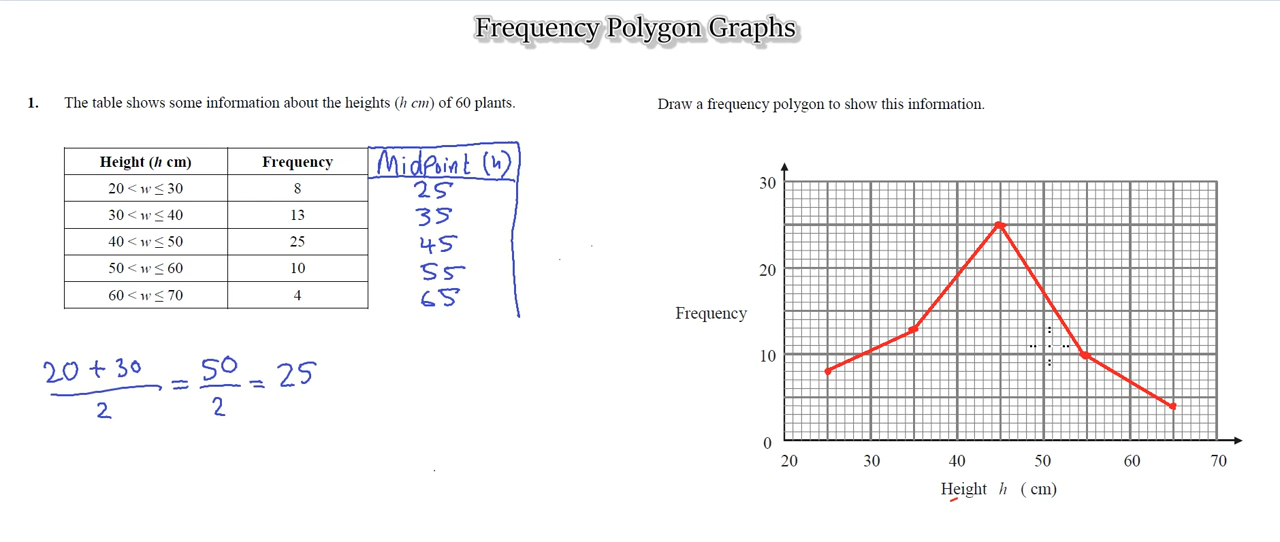 Frequency Polygon Graphs
1. The table shows some information about the heights (h cm) of 60 plants.
Height (h cm) Frequency Midpoint (h)
20 < w ≤ 30 8 25
30 < w ≤ 40 13 35
40 < w ≤ 50 25 45
50 < w ≤ 60 10 55
60 < w ≤ 70 4 65
20 + 30 / 2 = 50 / 2 = 25
Draw a frequency polygon to show this information.
30
20
Frequency
10
0
20 30 40 50 60 70
Height h ( cm)